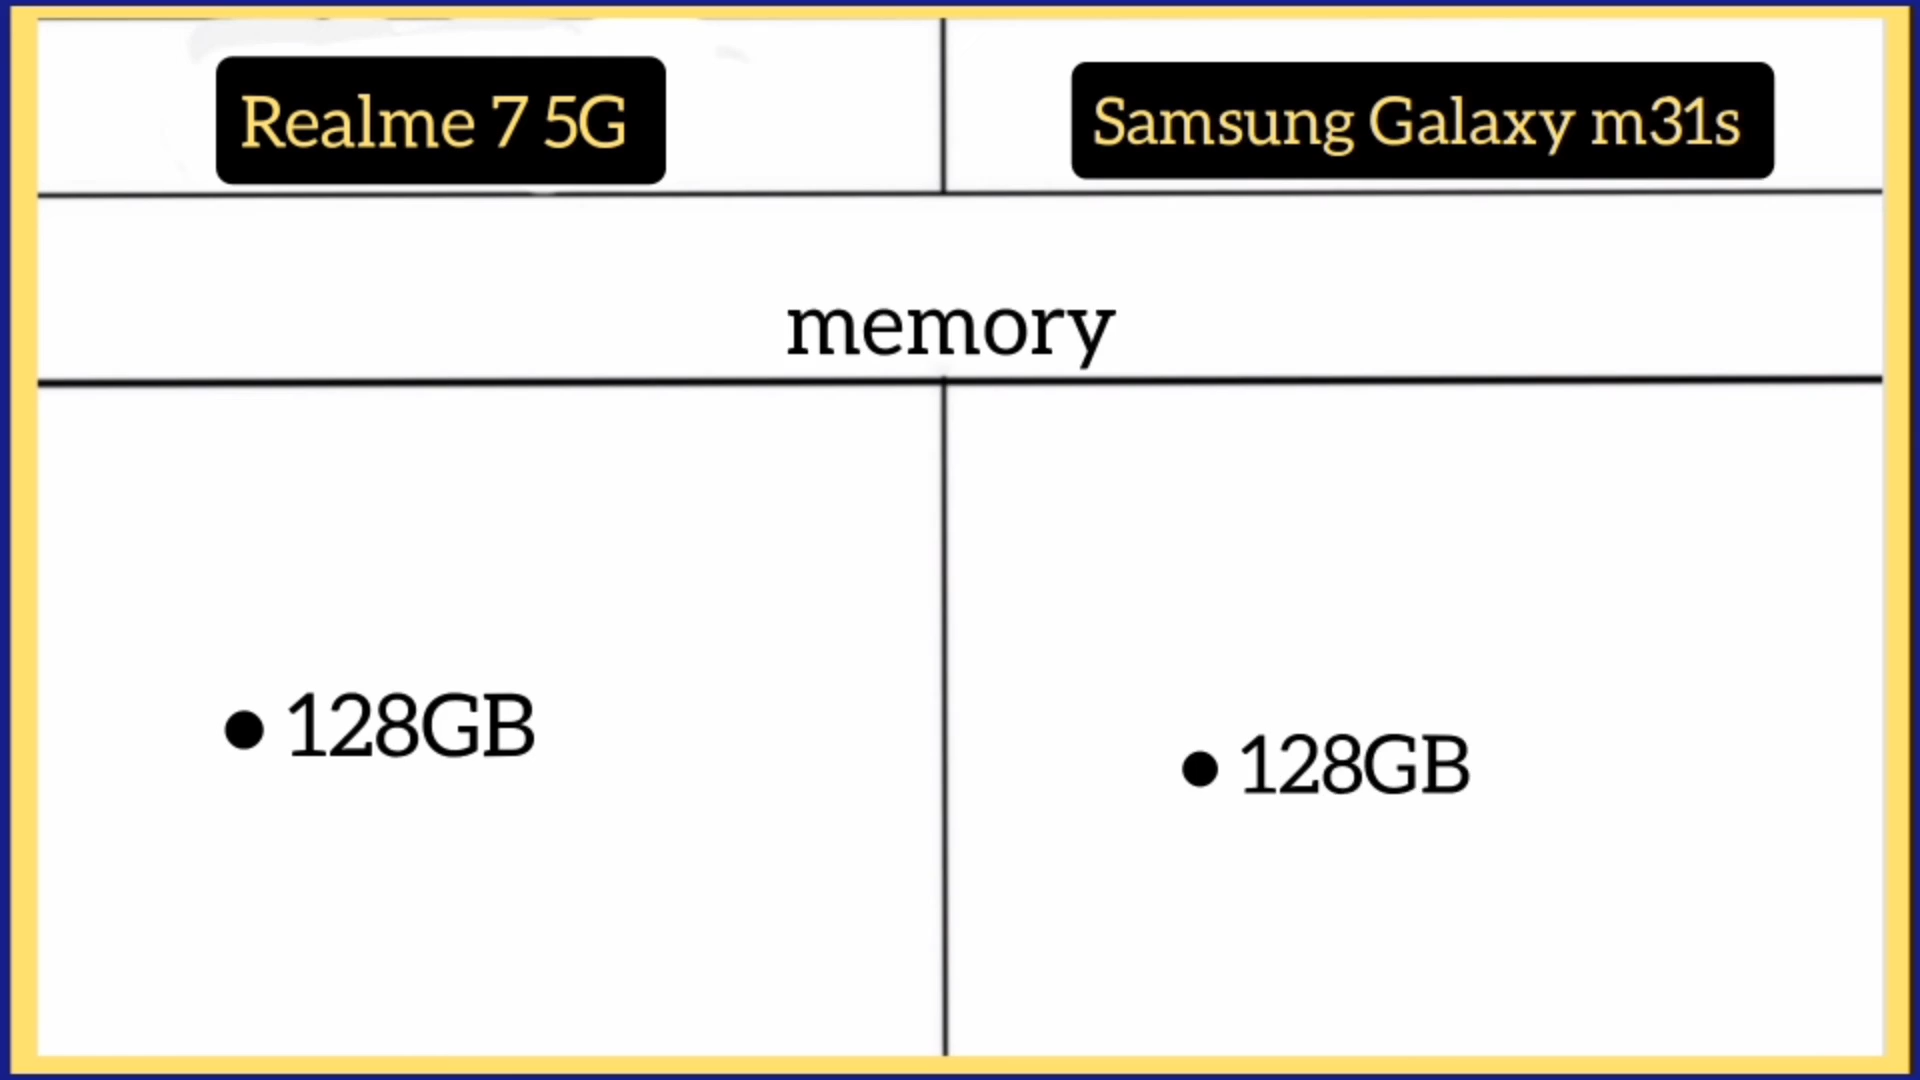 Realme 7 5G
Samsung Galaxy m31s
memory
• 128GB
• 128GB